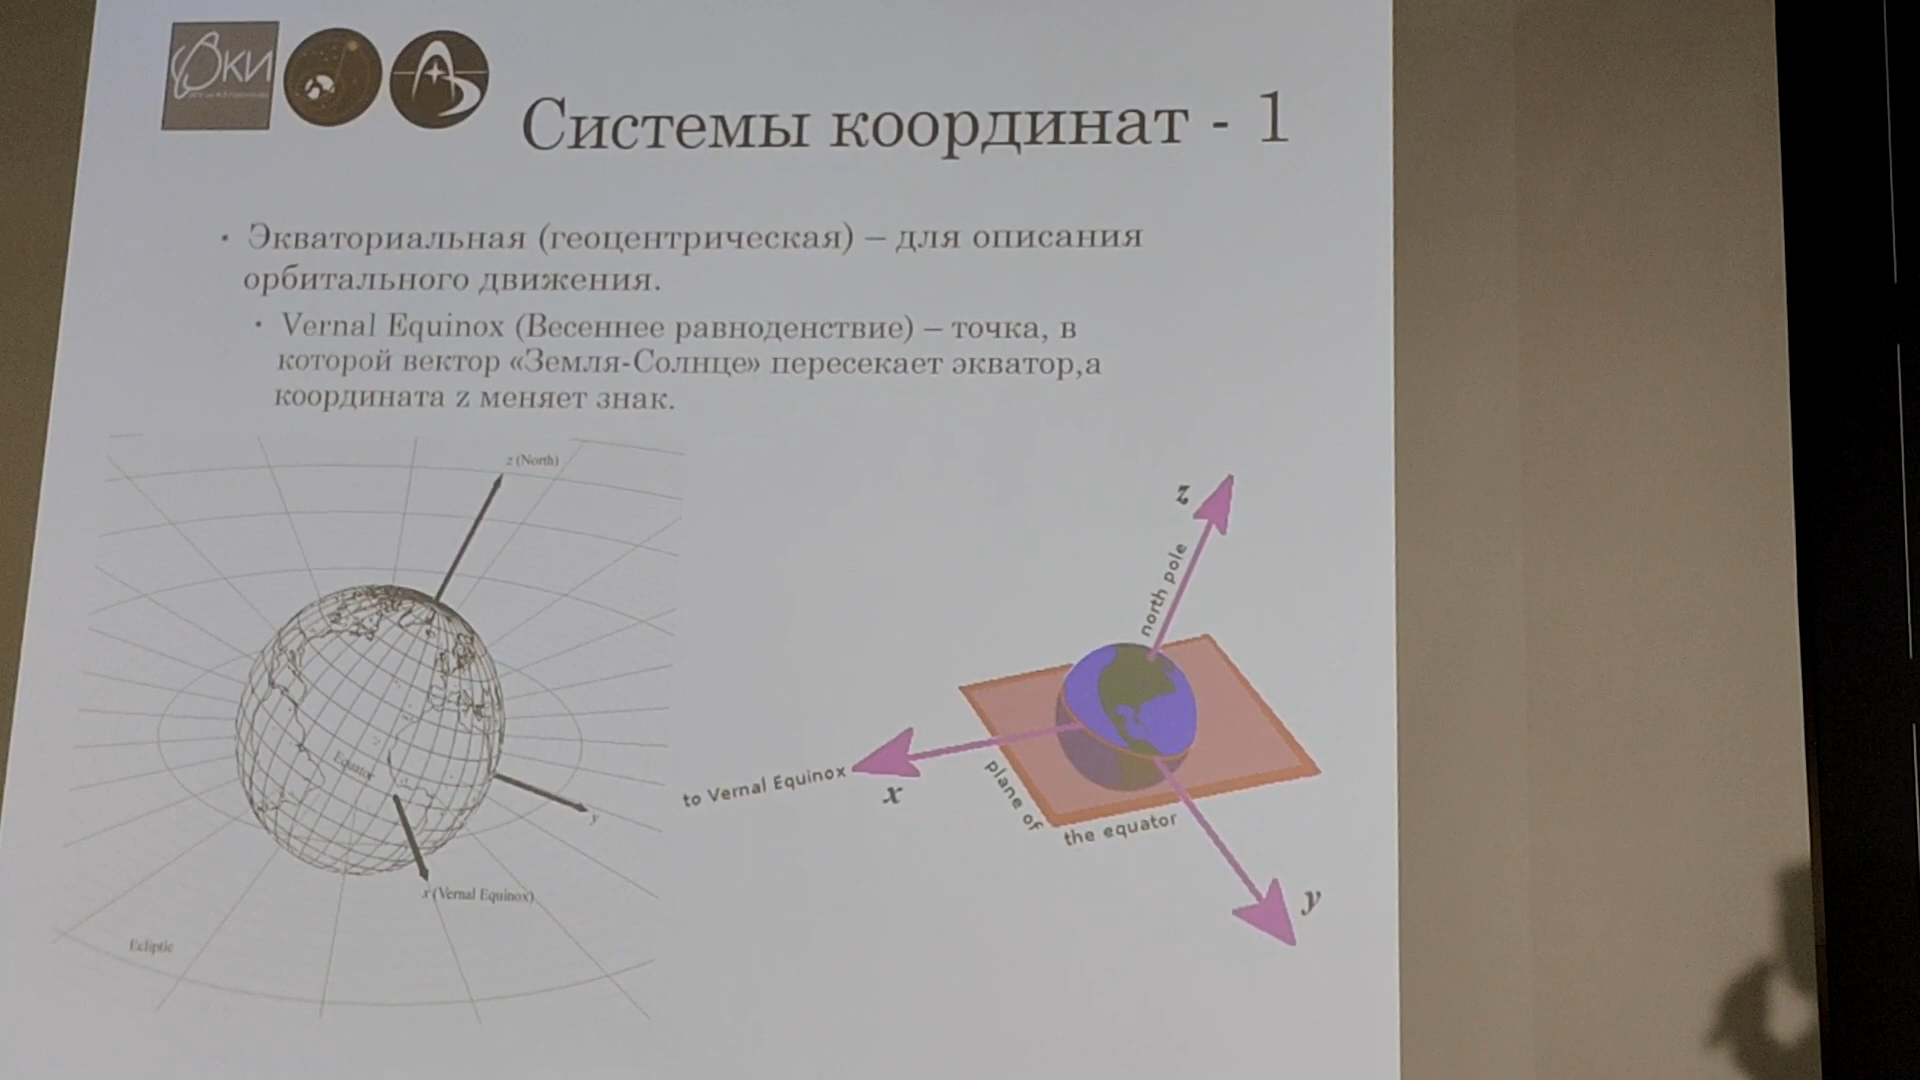 ФКИ
Системы координат - 1
• Экваториальная (геоцентрическая) – для описания
орбитального движения.
• Vernal Equinox (Весеннее равноденствие) – точка, в
которой вектор «Земля-Солнце» пересекает экватор,а
координата z меняет знак.
z (North)
Equator
y
x (Vernal Equinox)
Ecliptic
z
north pole
to Vernal Equinox
x
plane of
the equator
y